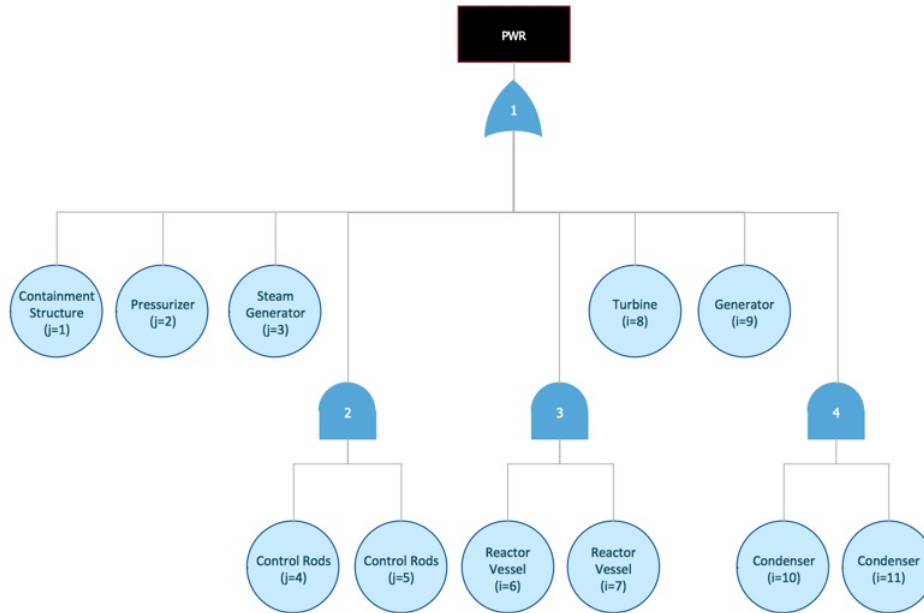 PWR
1
Containment
Structure
(j=1)
Pressurizer
(j=2)
Steam
Generator
(j=3)
Turbine
(i=8)
Generator
(i=9)
2
3
4
Control Rods
(j=4)
Control Rods
(j=5)
Reactor
Vessel
(i=6)
Reactor
Vessel
(i=7)
Condenser
(i=10)
Condenser
(i=11)